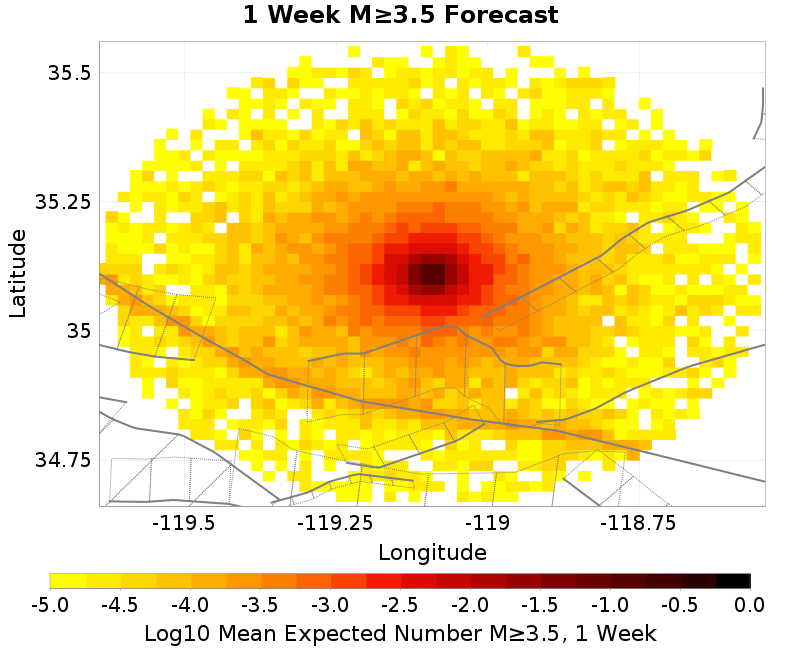 1 Week M≥3.5 Forecast
35.5
35.25
35
34.75
Latitude
-119.5 -119.25 -119 -118.75
Longitude
-5.0 -4.5 -4.0 -3.5 -3.0 -2.5 -2.0 -1.5 -1.0 -0.5 0.0
Log10 Mean Expected Number M≥3.5, 1 Week